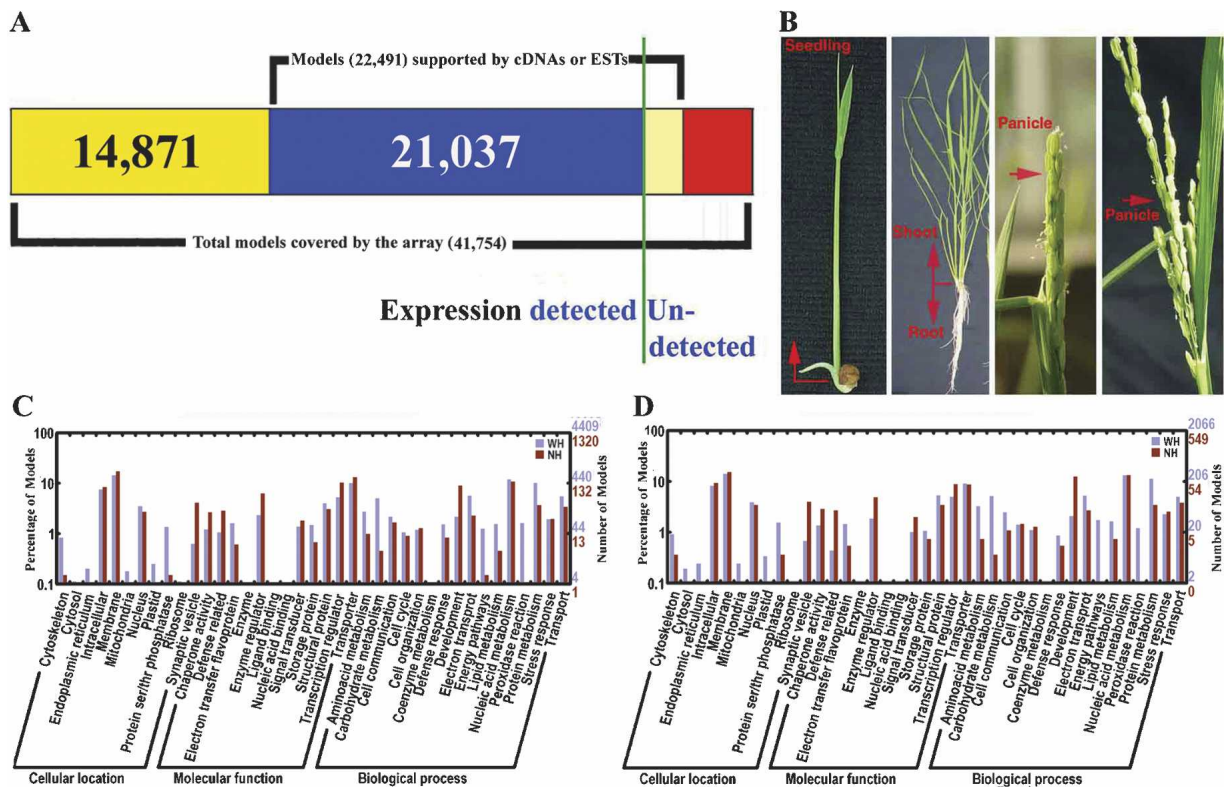 A
Models (22,491) supported by cDNAs or ESTs
14,871
21,037
Total models covered by the array (41,754)
Expression detected
Un-
detected
B
Seedling
Shoot
Root
Panicle
Panicle
C
4409
1320
440
132
44
13
4
1
100
10
1
0.1
Percentage of Models
Number of Models
WH
NH
Cytoskeleton
Cytosol
Endoplasmic reticulum
Intracellular
Membrane
Mitochondria
Nucleus
Plastid
Protein ser/thr phosphatase
Ribosome
Synaptic vesicle
Chaperone activity
Defense related
Electron transfer flavoprotein
Enzyme
Enzyme regulator
Ligand binding
Nucleic acid binding
Signal transducer
Storage protein
Structural protein
Transcription regulator
Transporter
Aminoacid metabolism
Carbohydrate metabolism
Cell communication
Cell cycle
Cell organization
Coenzyme metabolism
Defense response
Development
Electron transport
Energy pathways
Lipid metabolism
Nucleic acid metabolism
Peroxidase reaction
Protein metabolism
Stress response
Transport
Cellular location
Molecular function
Biological process
D
2066
549
206
54
20
5
2
0
100
10
1
0.1
Percentage of Models
Number of Models
WH
NH
Cytoskeleton
Cytosol
Endoplasmic reticulum
Intracellular
Membrane
Mitochondria
Nucleus
Plastid
Protein ser/thr phosphatase
Ribosome
Synaptic vesicle
Chaperone activity
Defense related
Electron transfer flavoprotein
Enzyme
Enzyme regulator
Ligand binding
Nucleic acid binding
Signal transducer
Storage protein
Structural protein
Transcription regulator
Transporter
Aminoacid metabolism
Carbohydrate metabolism
Cell communication
Cell cycle
Cell organization
Coenzyme metabolism
Defense response
Development
Electron transprot
Energy pathways
Lipid metabolism
Nucleic acid metabolism
Peroxidase reaction
Protein metabolism
Stress response
Transport
Cellular location
Molecular function
Biological process